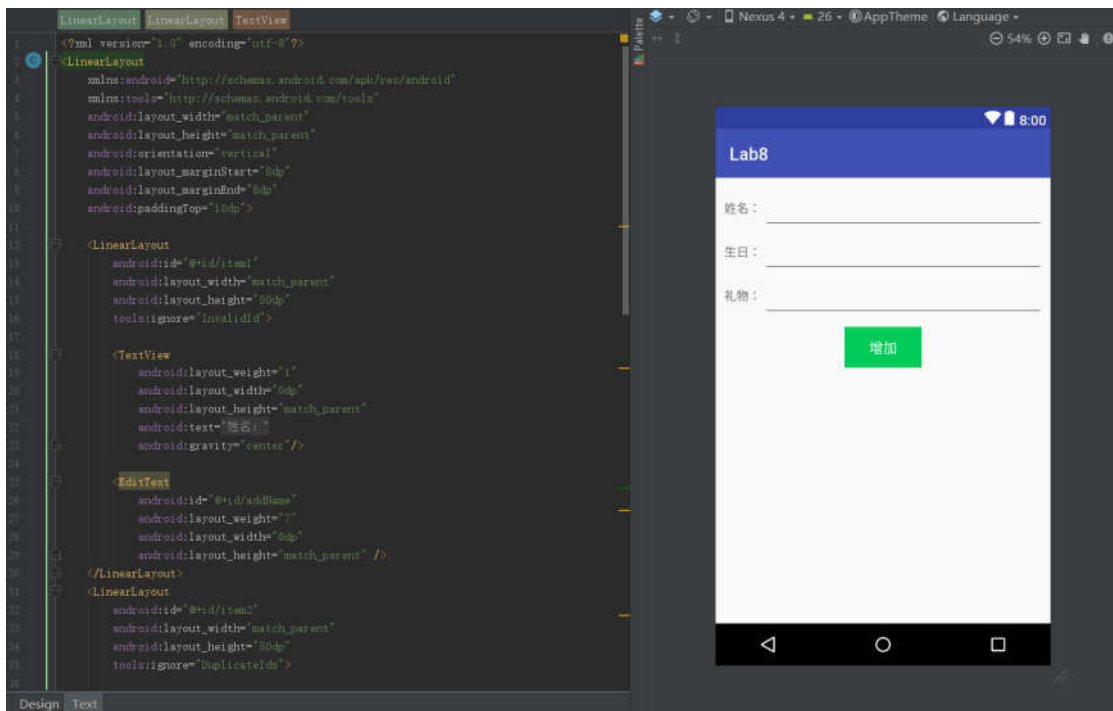 LinearLayout LinearLayout TextView
<?xml version="1.0" encoding="utf-8"?>
<LinearLayout
xmlns:android="http://schemas.android.com/apk/res/android"
xmlns:tools="http://schemas.android.com/tools"
android:layout_width="match_parent"
android:layout_height="match_parent"
android:orientation="vertical"
android:layout_marginStart="8dp"
android:layout_marginEnd="8dp"
android:paddingTop="10dp">
<LinearLayout
android:id="@+id/item1"
android:layout_width="match_parent"
android:layout_height="50dp"
tools:ignore="InvalidId">
<TextView
android:layout_weight="1"
android:layout_width="0dp"
android:layout_height="match_parent"
android:text="姓名："
android:gravity="center"/>
<EditText
android:id="@+id/addName"
android:layout_weight="7"
android:layout_width="0dp"
android:layout_height="match_parent" />
</LinearLayout>
<LinearLayout
android:id="@+id/item2"
android:layout_width="match_parent"
android:layout_height="50dp"
tools:ignore="DuplicateIds">
Design Text
Palette
Nexus 4 26 AppTheme Language
54%
8:00
Lab8
姓名：
生日：
礼物：
增加